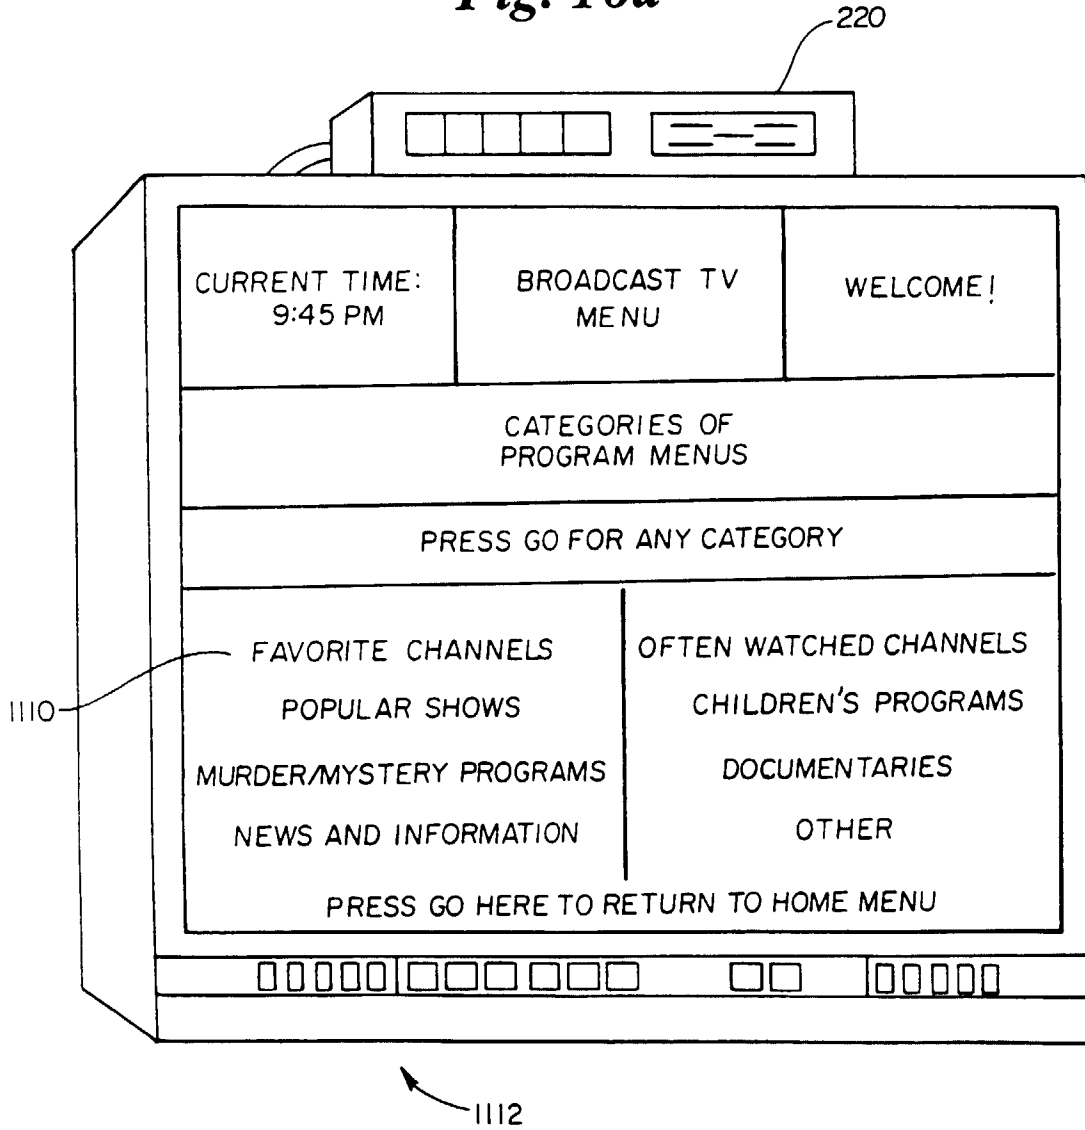 Fig. 10a
220
CURRENT TIME:
9:45 PM
BROADCAST TV
MENU
WELCOME!
CATEGORIES OF
PROGRAM MENUS
PRESS GO FOR ANY CATEGORY
FAVORITE CHANNELS
POPULAR SHOWS
MURDER/MYSTERY PROGRAMS
NEWS AND INFORMATION
OFTEN WATCHED CHANNELS
CHILDREN'S PROGRAMS
DOCUMENTARIES
OTHER
PRESS GO HERE TO RETURN TO HOME MENU
1110
1112